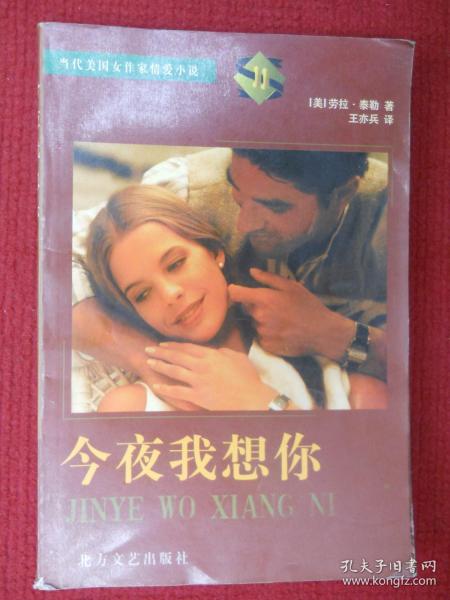 当代美国女作家情爱小说
11
[美]劳拉·泰勒 著
王亦兵 译
今夜我想你
JINYE WO XIANG NI
北方文艺出版社
孔夫子旧书网
www.kongfz.com